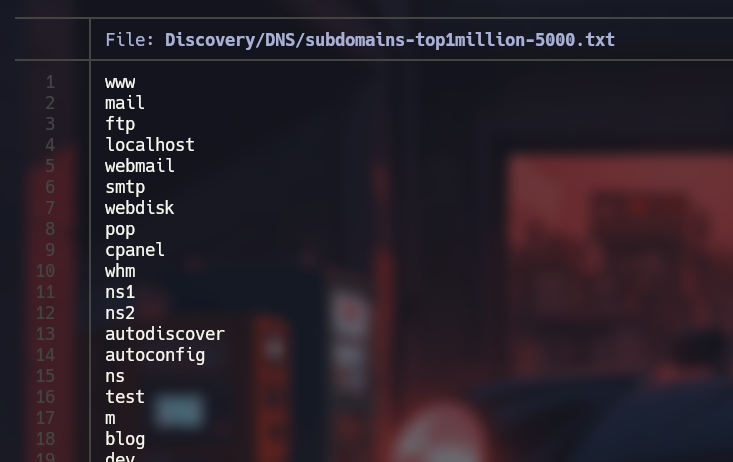 File: Discovery/DNS/subdomains-top1million-5000.txt
1 www
2 mail
3 ftp
4 localhost
5 webmail
6 smtp
7 webdisk
8 pop
9 cpanel
10 whm
11 ns1
12 ns2
13 autodiscover
14 autoconfig
15 ns
16 test
17 m
18 blog
19 dev